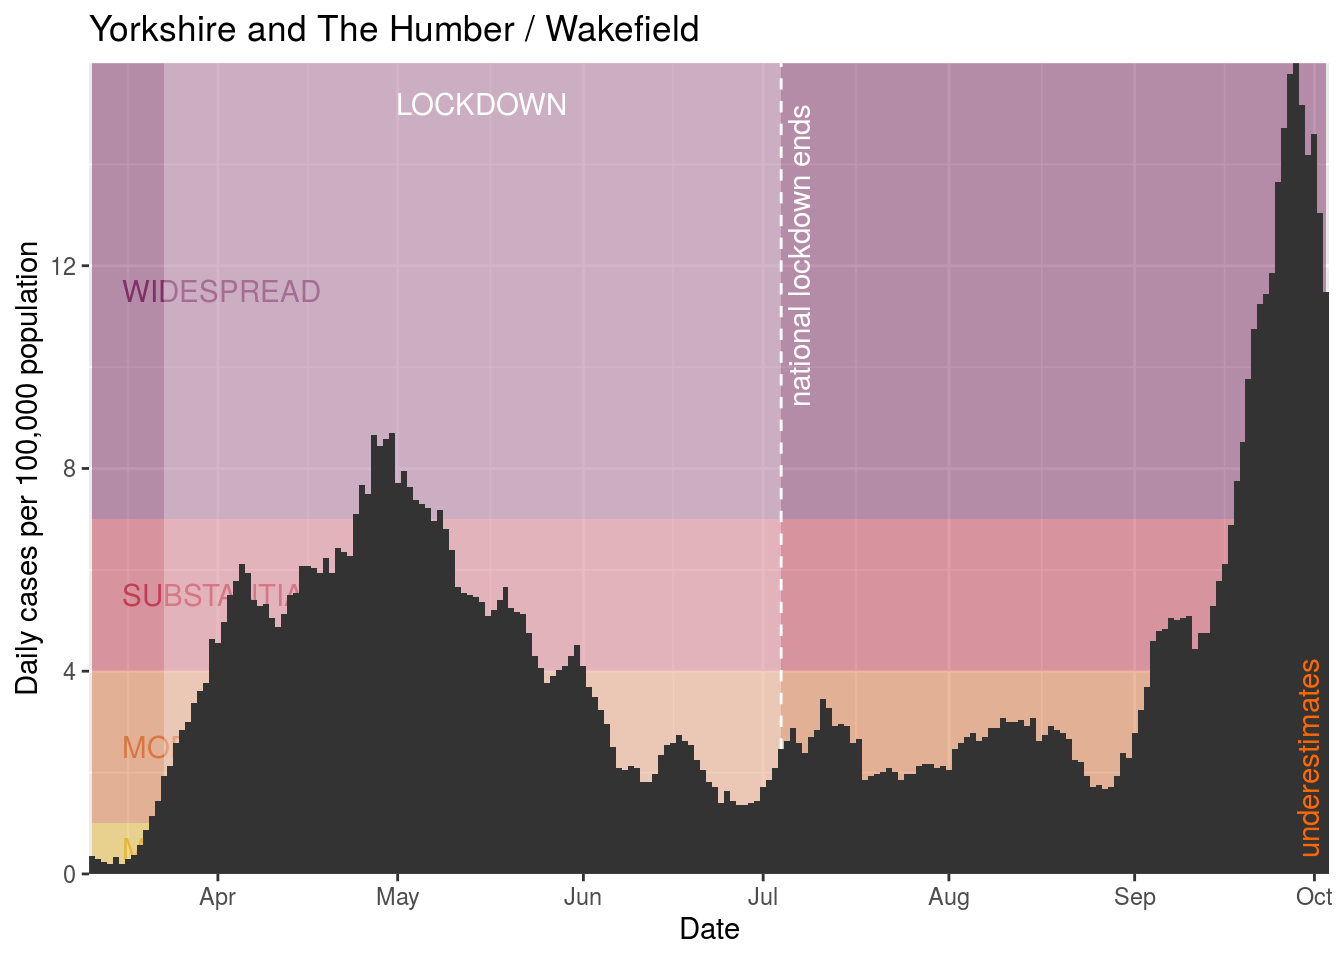 Yorkshire and The Humber / Wakefield
LOCKDOWN
national lockdown ends
WIDESPREAD
underestimates
Daily cases per 100,000 population
12
8
4
0
Apr
May
Jun
Jul
Aug
Sep
Oct
Date